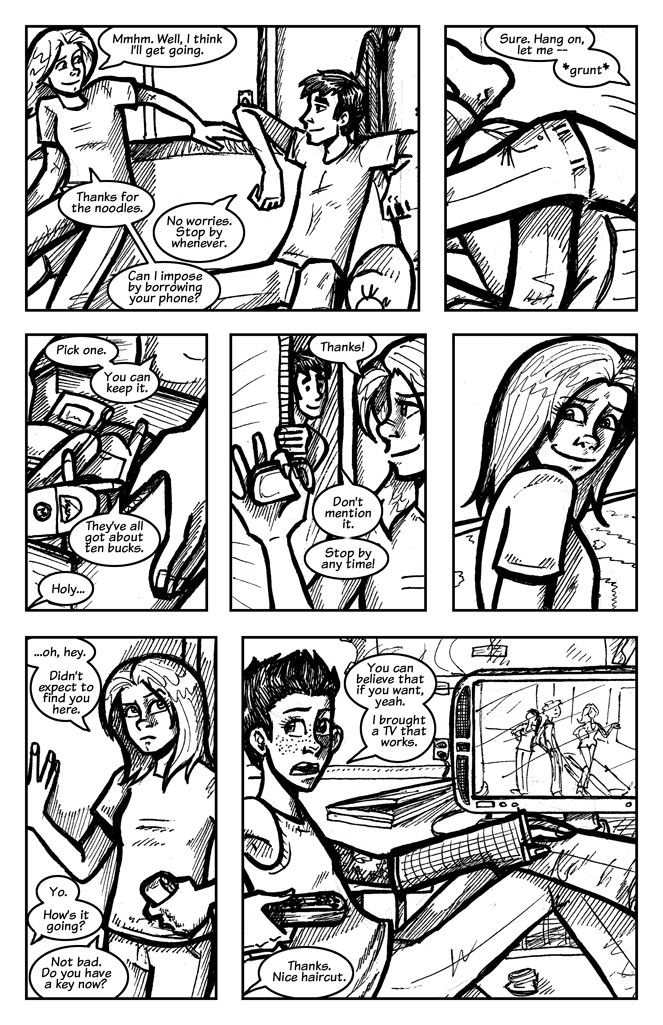 Mmhm. Well, I think
I'll get going.
Thanks for
the noodles.
No worries.
Stop by
whenever.
Can I impose
by borrowing
your phone?
Sure. Hang on,
let me --
*grunt*
Pick one.
You can
keep it.
They've all
got about
ten bucks.
Holy...
Thanks!
Don't
mention
it.
Stop by
any time!
...oh, hey.
Didn't
expect to
find you
here.
Yo.
How's it
going?
Not bad.
Do you have
a key now?
You can
believe that
if you want,
yeah.
I brought
a TV that
works.
Thanks.
Nice haircut.